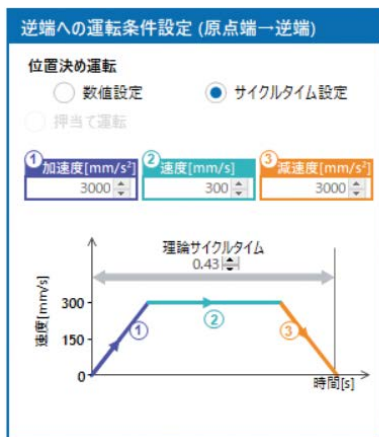 逆端への運転条件設定 (原点端→逆端)
位置決め運転
数値設定
サイクルタイム設定
押当て運転
①加速度[mm/s²] ②速度[mm/s] ③減速度[mm/s²]
3000 300 3000
理論サイクルタイム
0.43
速度[mm/s]
300
②
150
① ③
0
時間[s]